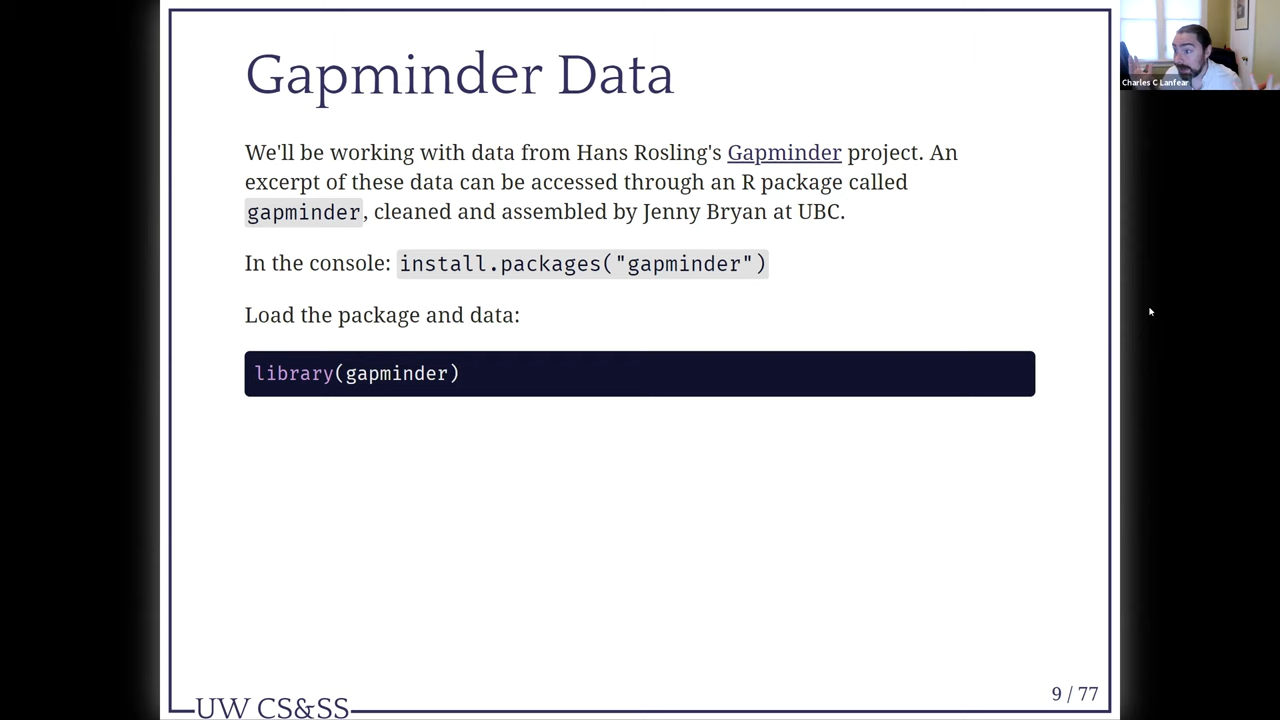 Gapminder Data
We'll be working with data from Hans Rosling's Gapminder project. An
excerpt of these data can be accessed through an R package called
gapminder, cleaned and assembled by Jenny Bryan at UBC.
In the console: install.packages("gapminder")
Load the package and data:
library(gapminder)
UW CS&SS
9 / 77
Charles C Lanfear